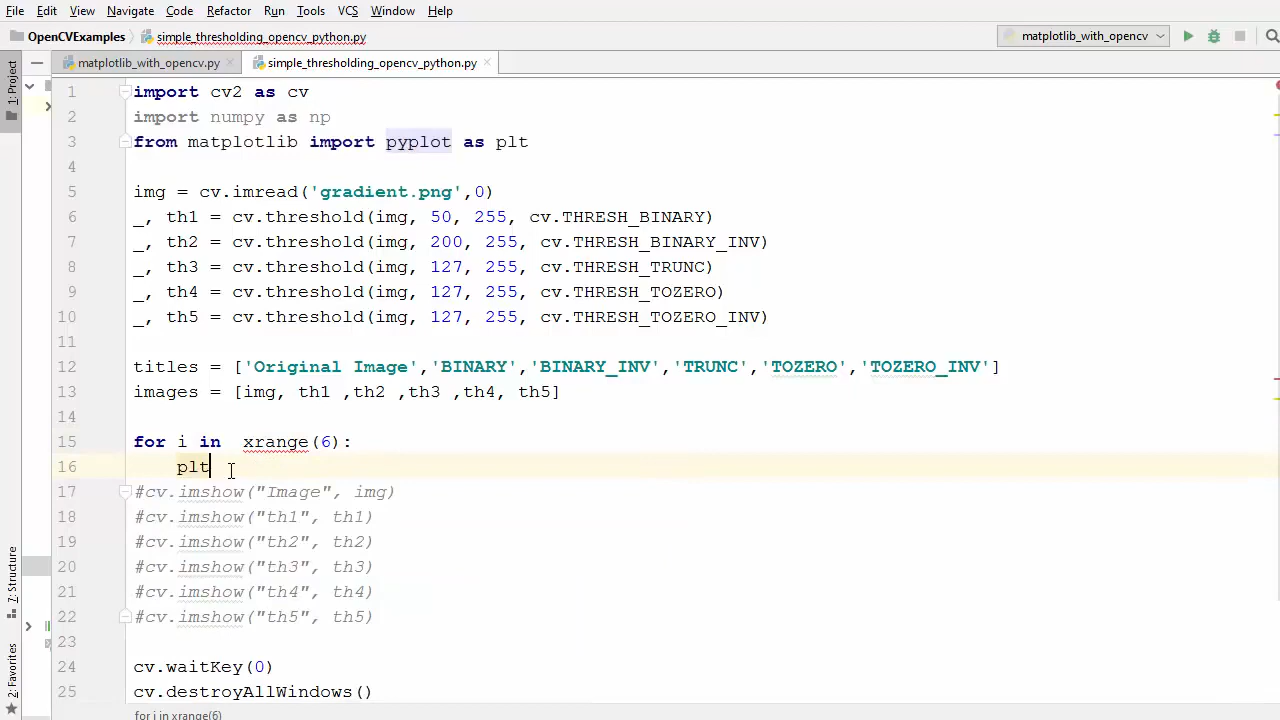 File Edit View Navigate Code Refactor Run Tools VCS Window Help
OpenCVExamples simple_thresholding_opencv_python.py matplotlib_with_opencv
1: Project
matplotlib_with_opencv.py simple_thresholding_opencv_python.py
1 import cv2 as cv
2 import numpy as np
3 from matplotlib import pyplot as plt
4
5 img = cv.imread('gradient.png',0)
6 _, th1 = cv.threshold(img, 50, 255, cv.THRESH_BINARY)
7 _, th2 = cv.threshold(img, 200, 255, cv.THRESH_BINARY_INV)
8 _, th3 = cv.threshold(img, 127, 255, cv.THRESH_TRUNC)
9 _, th4 = cv.threshold(img, 127, 255, cv.THRESH_TOZERO)
10 _, th5 = cv.threshold(img, 127, 255, cv.THRESH_TOZERO_INV)
11
12 titles = ['Original Image','BINARY','BINARY_INV','TRUNC','TOZERO','TOZERO_INV']
13 images = [img, th1 ,th2 ,th3 ,th4, th5]
14
15 for i in  xrange(6):
16 plt
17 #cv.imshow("Image", img)
18 #cv.imshow("th1", th1)
19 #cv.imshow("th2", th2)
20 #cv.imshow("th3", th3)
21 #cv.imshow("th4", th4)
22 #cv.imshow("th5", th5)
23
24 cv.waitKey(0)
25 cv.destroyAllWindows()
7: Structure
2: Favorites
for i in xrange(6)